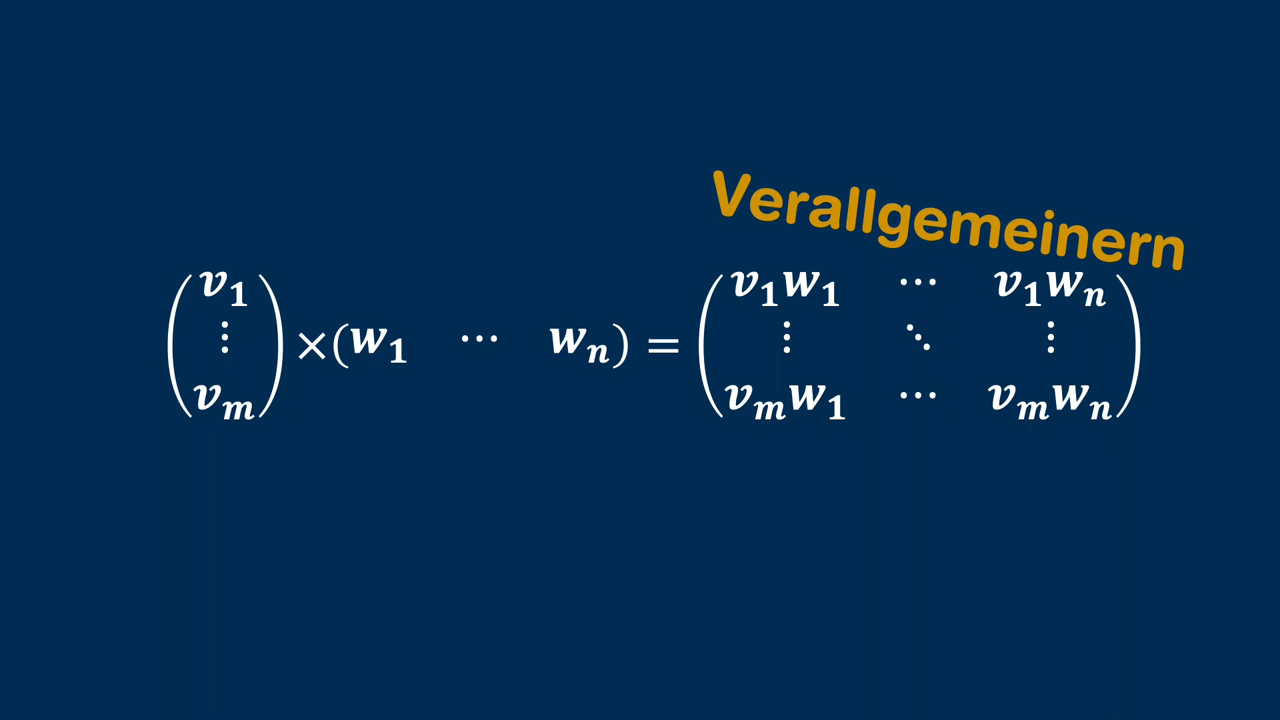 Verallgemeinern
v₁ v₁w₁ ⋯ v₁wₙ
⋮ × (w₁ ⋯ wₙ) = ⋮ ⋱ ⋮
vₘ vₘw₁ ⋯ vₘwₙ